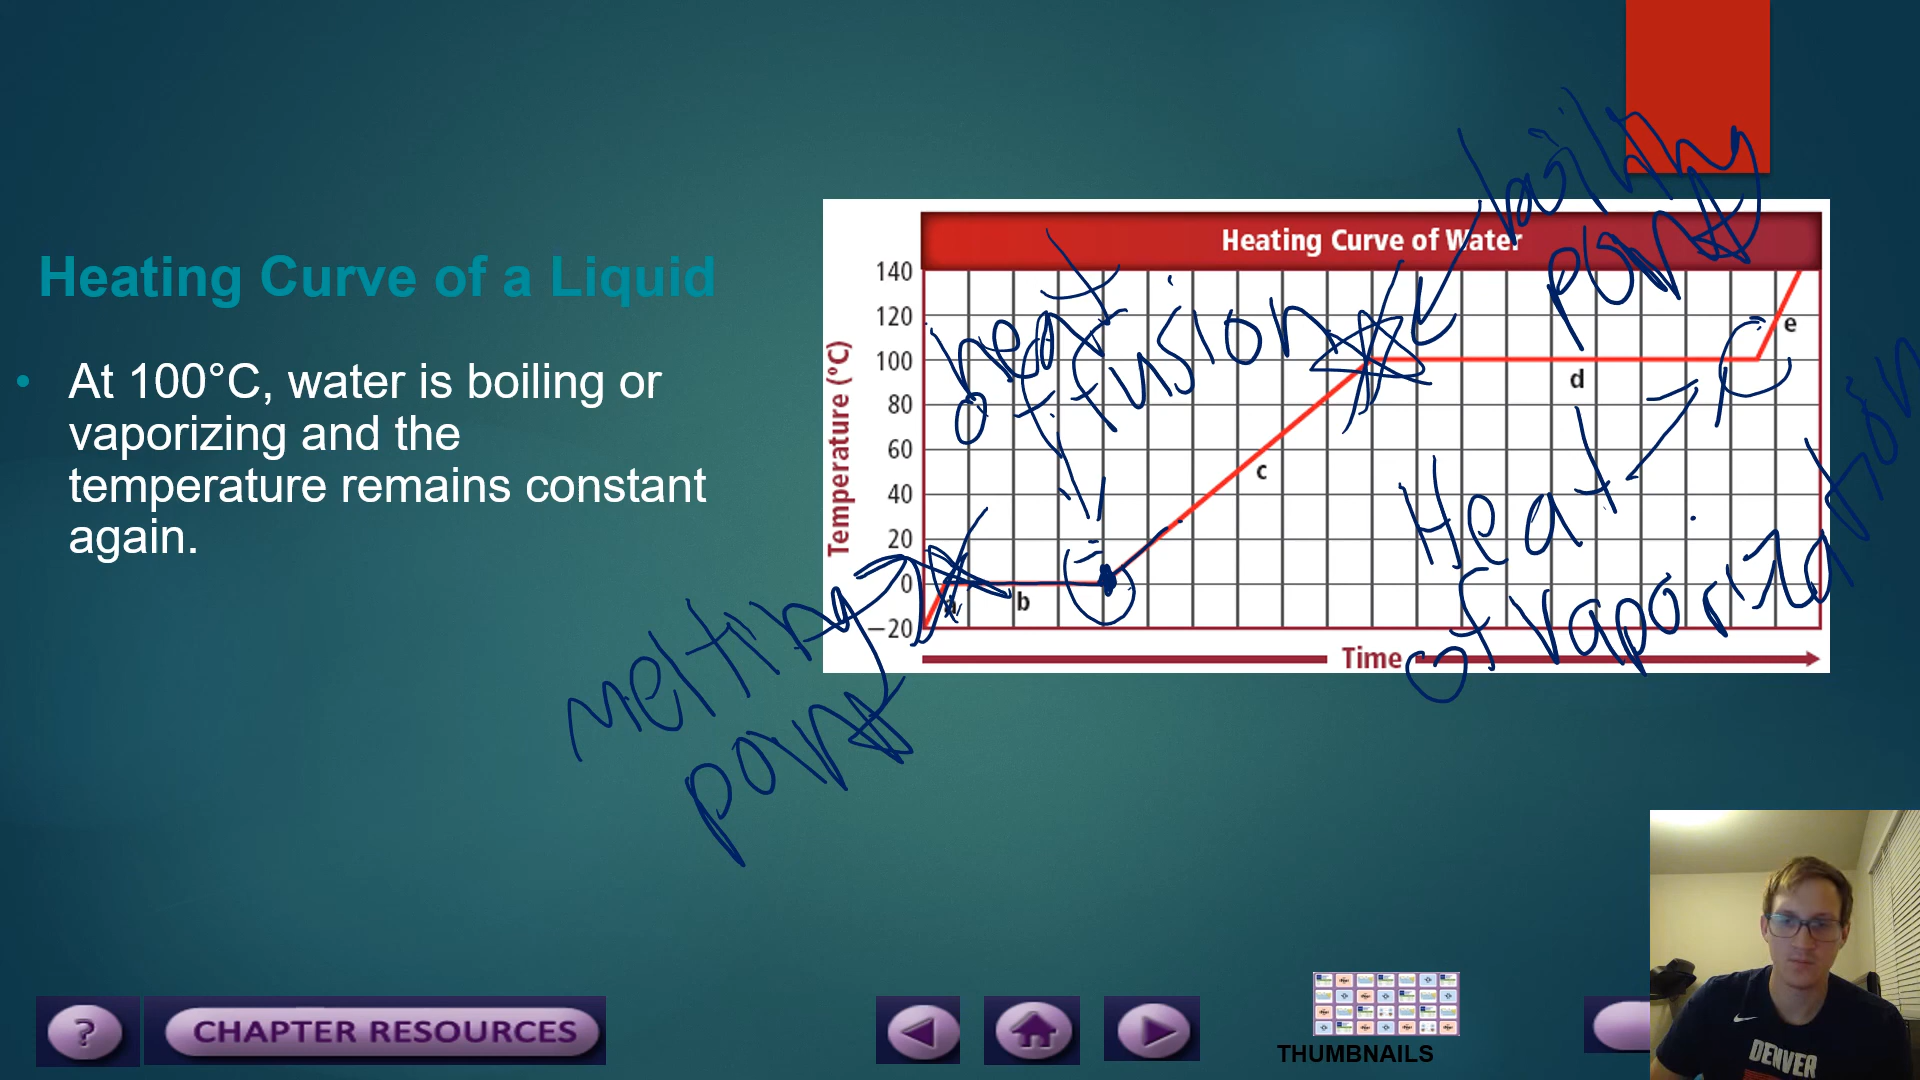 Heating Curve of a Liquid
• At 100°C, water is boiling or
vaporizing and the
temperature remains constant
again.
Heating Curve of Water
Temperature (°C)
140
120
100
80
60
40
20
0
−20
a
b
c
d
e
Time
heat
of fusion
boiling
point
Heat
of vaporization
melting
point
?
CHAPTER RESOURCES
THUMBNAILS
DENVER